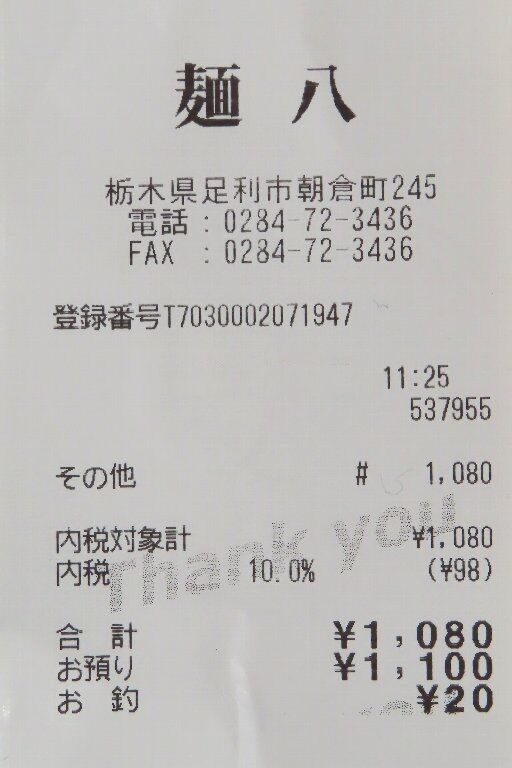 麺 八
栃木県足利市朝倉町245
電話 : 0284-72-3436
FAX : 0284-72-3436
登録番号T7030002071947
11:25
537955
その他 # 1,080
内税対象計 ¥1,080
内税 10.0% (¥98)
Thank you
合 計 ¥1,080
お預り ¥1,100
お 釣 ¥20